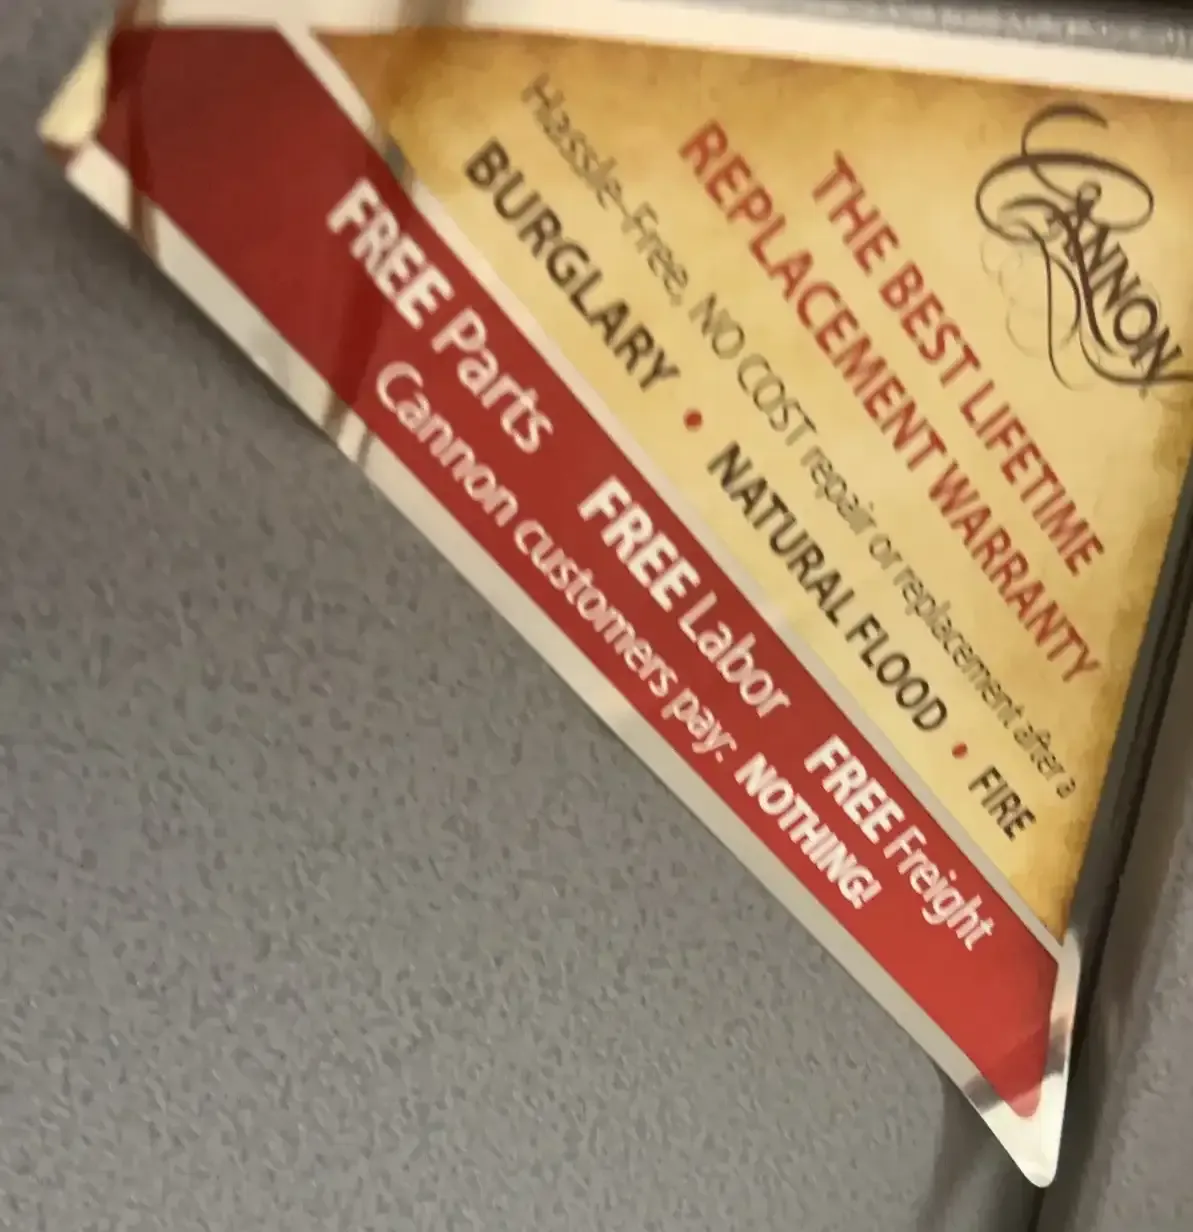 CANNON
THE BEST LIFETIME
REPLACEMENT WARRANTY
Hassle-Free, NO COST repair or replacement after a
BURGLARY • NATURAL FLOOD • FIRE
FREE Parts FREE Labor FREE Freight
Cannon customers pay: NOTHING!